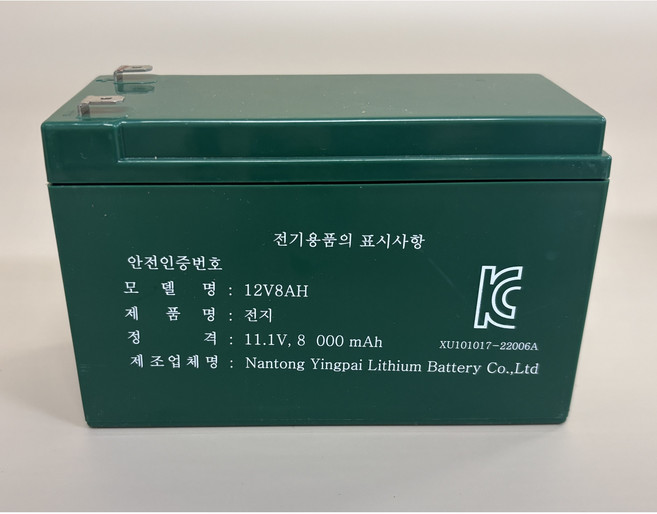 전기용품의 표시사항
안전인증번호
모 델 명 : 12V8AH
제 품 명 : 전지
정 격 : 11.1V, 8 000 mAh
제조업체명 : Nantong Yingpai Lithium Battery Co.,Ltd
KC
XU101017-22006A